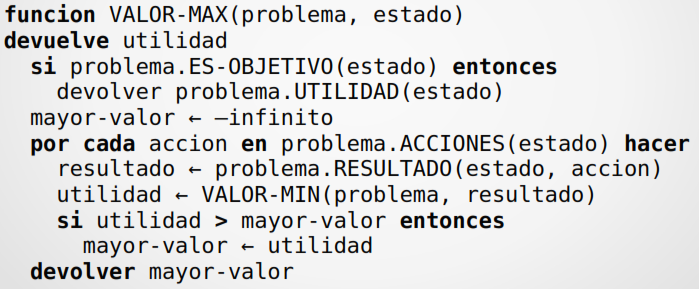 funcion VALOR-MAX(problema, estado)
devuelve utilidad
si problema.ES-OBJETIVO(estado) entonces
devolver problema.UTILIDAD(estado)
mayor-valor ← –infinito
por cada accion en problema.ACCIONES(estado) hacer
resultado ← problema.RESULTADO(estado, accion)
utilidad ← VALOR-MIN(problema, resultado)
si utilidad > mayor-valor entonces
mayor-valor ← utilidad
devolver mayor-valor